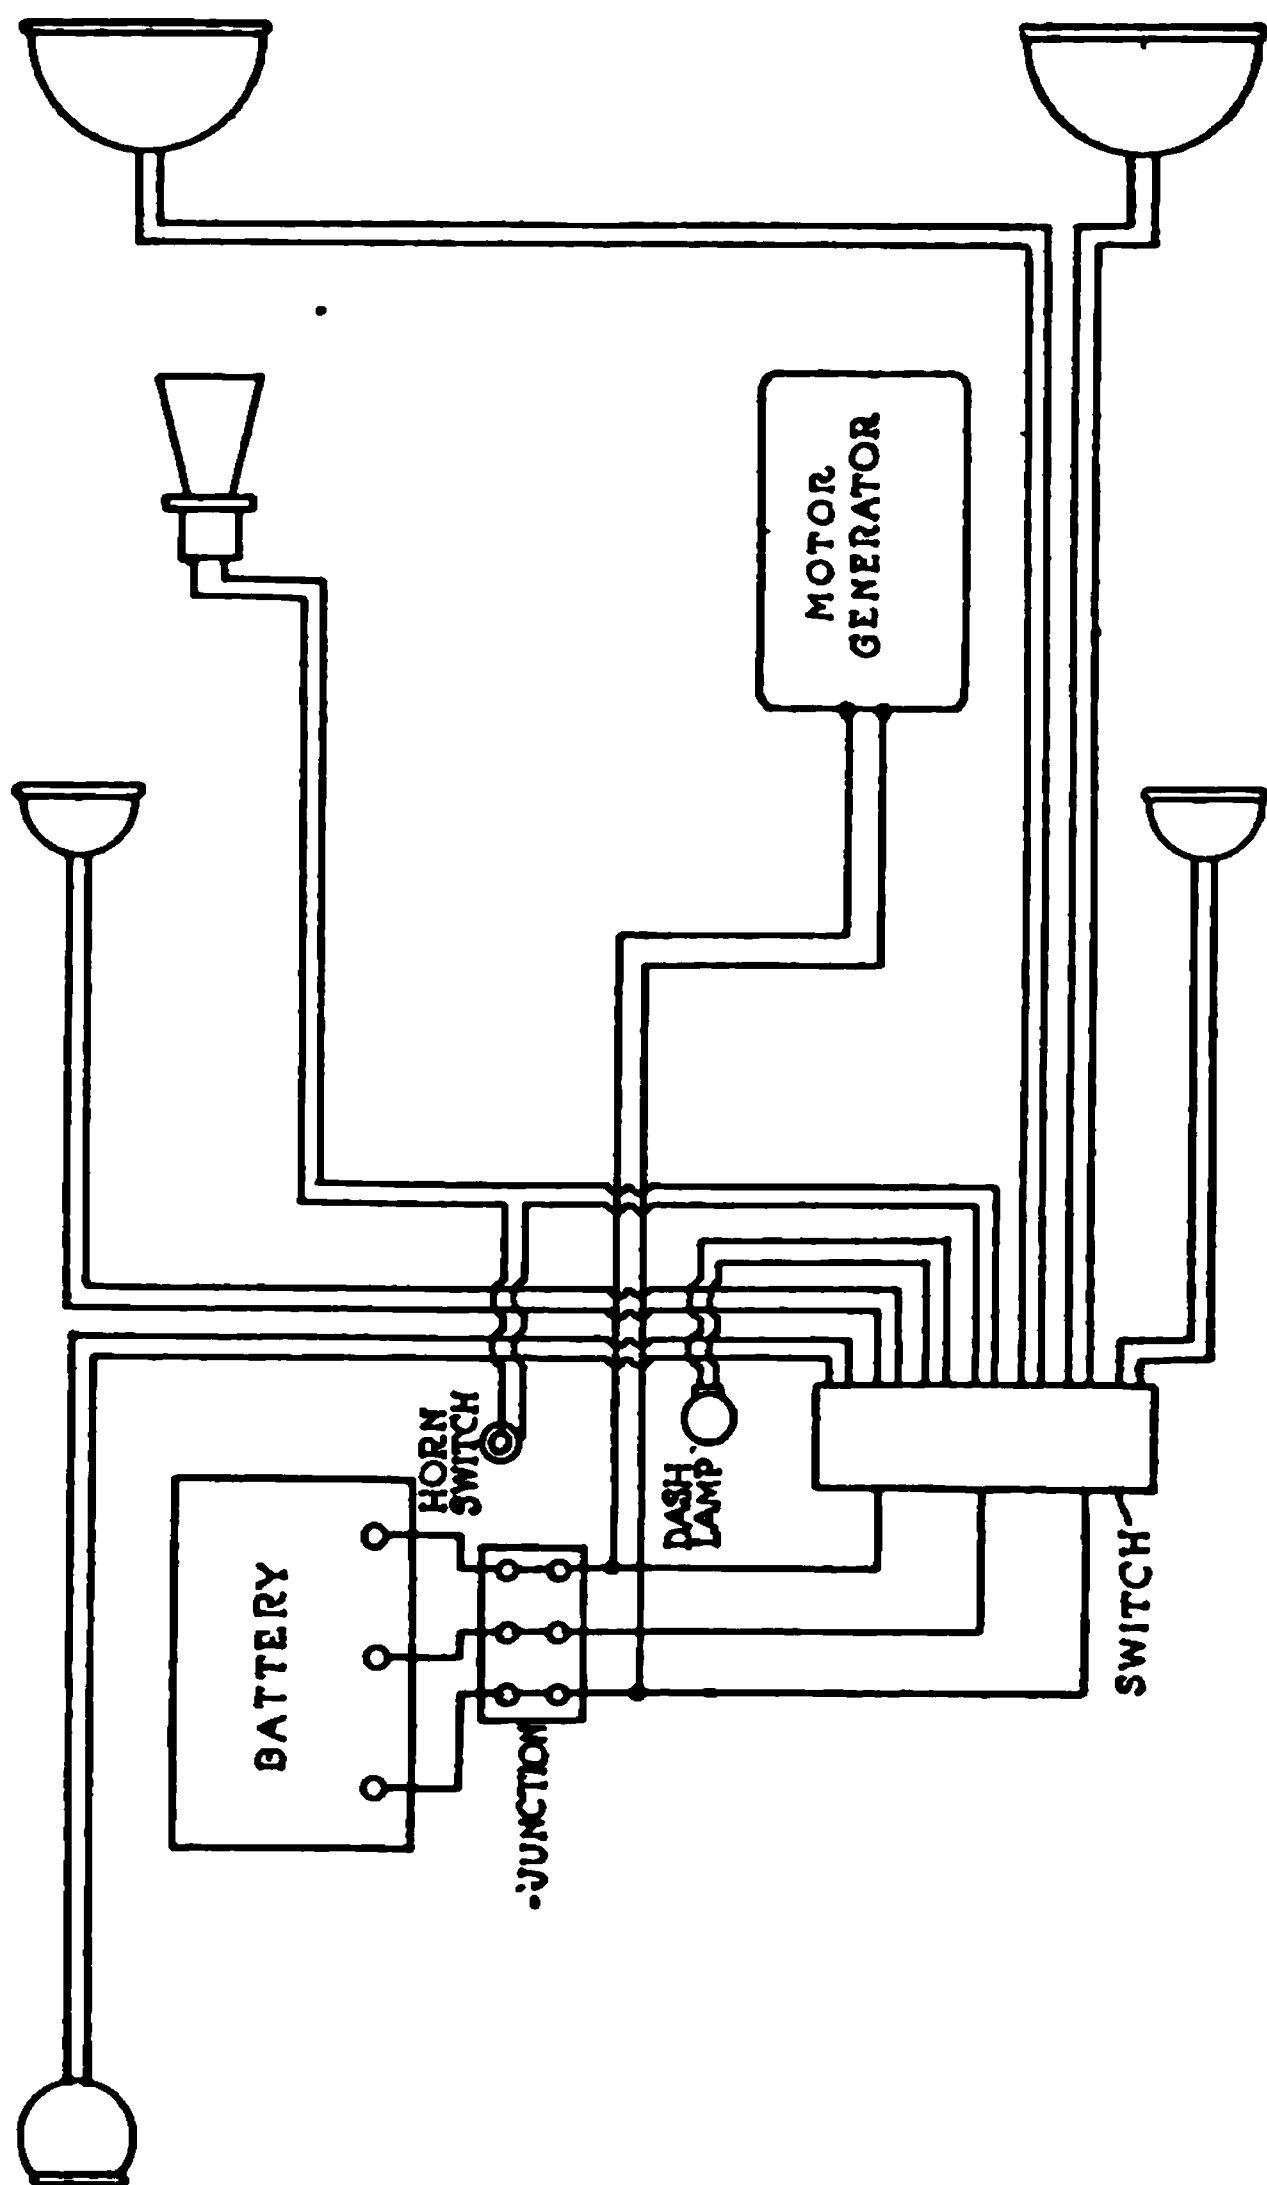 MOTOR
GENERATOR
HORN
SWITCH
DASH
LAMP
BATTERY
JUNCTION
SWITCH